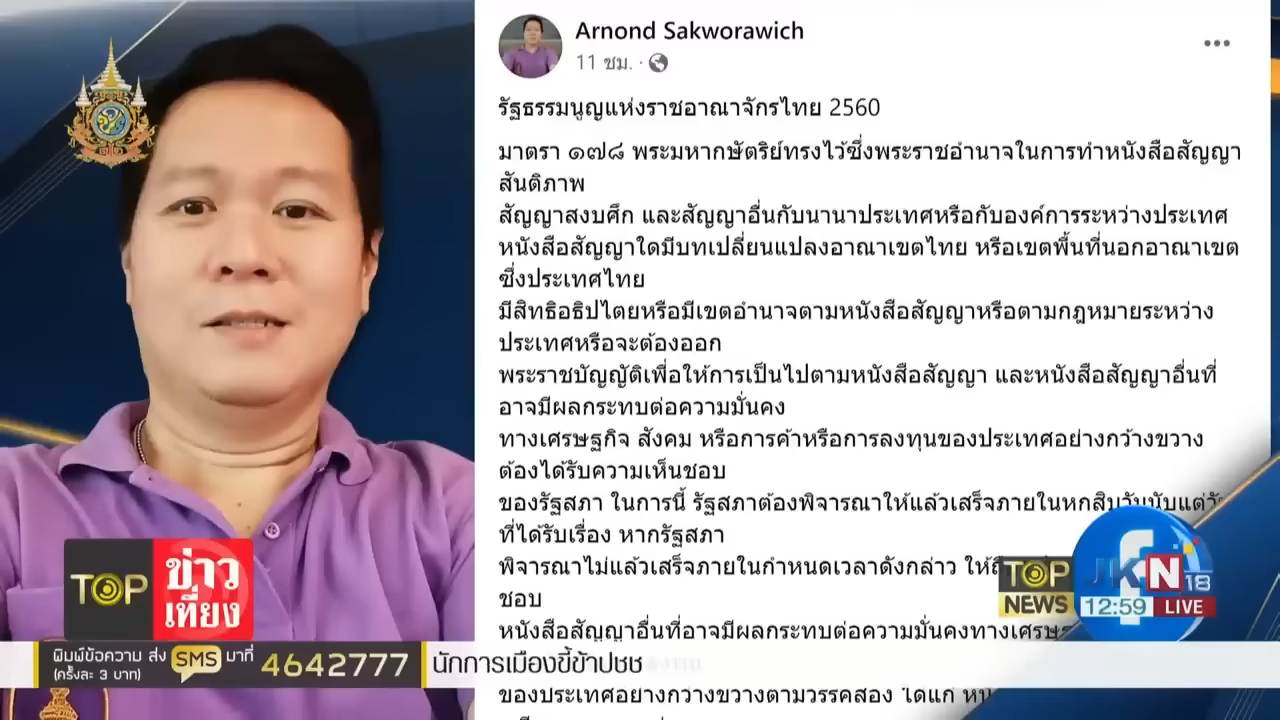 Arnond Sakworawich
11 ชม.
รัฐธรรมนูญแห่งราชอาณาจักรไทย 2560
มาตรา ๑๗๘ พระมหากษัตริย์ทรงไว้ซึ่งพระราชอำนาจในการทำหนังสือสัญญา
สันติภาพ
สัญญาสงบศึก และสัญญาอื่นกับนานาประเทศหรือกับองค์การระหว่างประเทศ
หนังสือสัญญาใดมีบทเปลี่ยนแปลงอาณาเขตไทย หรือเขตพื้นที่นอกอาณาเขต
ซึ่งประเทศไทย
มีสิทธิอธิปไตยหรือมีเขตอำนาจตามหนังสือสัญญาหรือตามกฎหมายระหว่าง
ประเทศหรือจะต้องออก
พระราชบัญญัติเพื่อให้การเป็นไปตามหนังสือสัญญา และหนังสือสัญญาอื่นที่
อาจมีผลกระทบต่อความมั่นคง
ทางเศรษฐกิจ สังคม หรือการค้าหรือการลงทุนของประเทศอย่างกว้างขวาง
ต้องได้รับความเห็นชอบ
ของรัฐสภา ในการนี้ รัฐสภาต้องพิจารณาให้แล้วเสร็จภายในหกสิบวันนับแต่วัน
ที่ได้รับเรื่อง หากรัฐสภา
พิจารณาไม่แล้วเสร็จภายในกำหนดเวลาดังกล่าว ให้
ชอบ
หนังสือสัญญาอื่นที่อาจมีผลกระทบต่อความมั่นคงทาง
ของประเทศอย่างกว้างขวางตามวรรคสอง ได้แก่
TOP ข่าว
เที่ยง
TOP
NEWS
JKN 18
12:59 LIVE
พิมพ์ข้อความ ส่ง SMS มาที่ 4642777
(ครั้งละ 3 บาท)
นักการเมืองขี้ข้าปชช